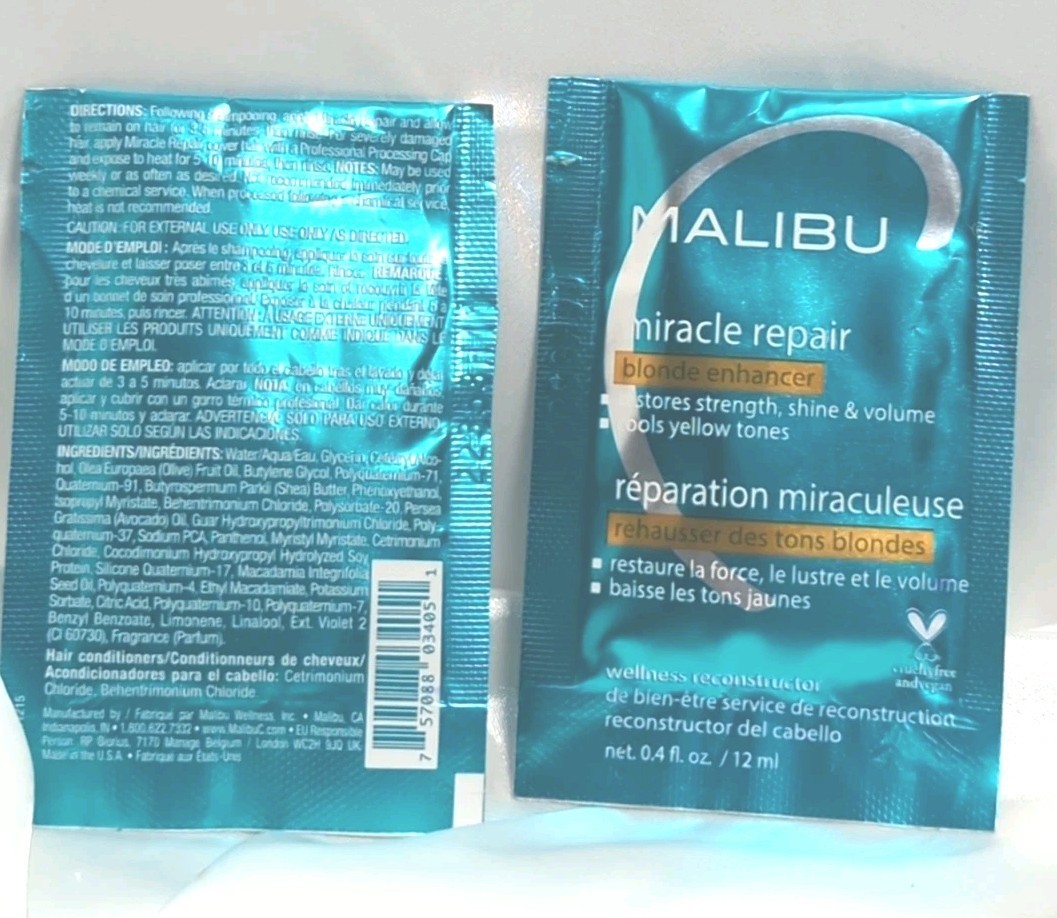 DIRECTIONS: Following shampooing, apply repair and allow
to remain on hair for 3-5 minutes, then rinse. For severely damaged
hair, apply Miracle Repair, cover hair with a Professional Processing Cap
and expose to heat for 5-10 minutes, then rinse. NOTES: May be used
weekly or as often as desired. Not recommended immediately prior
to a chemical service. When processed following a chemical service,
heat is not recommended.
CAUTION: FOR EXTERNAL USE ONLY. USE ONLY AS DIRECTED.
MODE D'EMPLOI : Après le shampooing, appliquer le soin sur
chevelure et laisser poser entre minutes. REMARQUE
pour les cheveux très abîmés, appliquer le soin et recouvrir la tête
d'un bonnet de soin professionnel. Exposer à la chaleur pendant 5 à
10 minutes, puis rincer. ATTENTION : USAGE EXTERNE UNIQUEMENT
UTILISER LES PRODUITS UNIQUEMENT COMME INDIQUÉ DANS LE
MODE D'EMPLOI.
MODO DE EMPLEO: aplicar por todo el cabello tras el lavado y dejar
actuar de 3 a 5 minutos. Aclarar. NOTA: en cabellos muy dañados,
aplicar y cubrir con un gorro térmico profesional. Dar calor durante
5-10 minutos y aclarar. ADVERTENCIA: SOLO PARA USO EXTERNO.
UTILIZAR SOLO SEGÚN LAS INDICACIONES.
INGREDIENTS/INGRÉDIENTS: Water/Aqua/Eau, Glycerin, Cetearyl Alco-
hol, Olea Europaea (Olive) Fruit Oil, Butylene Glycol, Polyquaternium-71,
Quaternium-91, Butyrospermum Parkii (Shea) Butter, Phenoxyethanol,
Isopropyl Myristate, Behentrimonium Chloride, Polysorbate-20, Persea
Gratissima (Avocado) Oil, Guar Hydroxypropyltrimonium Chloride, Poly-
quaternium-37, Sodium PCA, Panthenol, Myristyl Myristate, Cetrimonium
Chloride, Cocodimonium Hydroxypropyl Hydrolyzed Soy
Protein, Silicone Quaternium-17, Macadamia Integrifolia
Seed Oil, Polyquaternium-4, Ethyl Macadamiate, Potassium
Sorbate, Citric Acid, Polyquaternium-10, Polyquaternium-7,
Benzyl Benzoate, Limonene, Linalool, Ext. Violet 2
(CI 60730), Fragrance (Parfum).
Hair conditioners/Conditionneurs de cheveux/
Acondicionadores para el cabello: Cetrimonium
Chloride, Behentrimonium Chloride
Manufactured by / Fabriqué par Malibu Wellness, Inc. • Malibu, CA
Indianapolis, IN • 1.800.622.7332 • www.MalibuC.com • EU Responsible
Person: 7170 Manage Belgium / London WC2H 9JQ UK
Made in the U.S.A. • Fabriqué aux États-Unis
7 57088 03405 1
MALIBU
miracle repair
blonde enhancer
stores strength, shine & volume
ools yellow tones
réparation miraculeuse
rehausser des tons blondes
restaure la force, le lustre et le volume
baisse les tons jaunes
cruelty free
and vegan
wellness reconstructor
de bien-être service de reconstruction
reconstructor del cabello
net. 0.4 fl. oz. / 12 ml